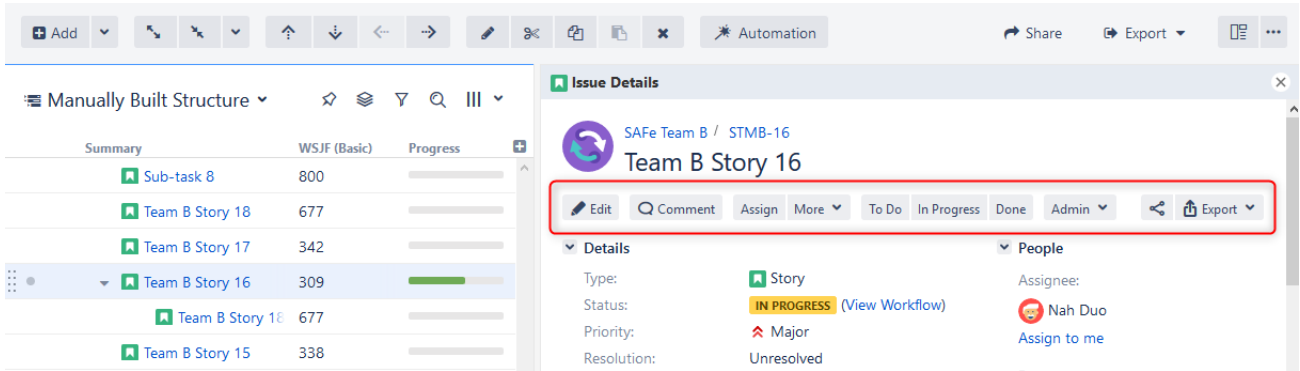 Add Automation Share Export
Manually Built Structure
Summary WSJF (Basic) Progress
Sub-task 8 800
Team B Story 18 677
Team B Story 17 342
Team B Story 16 309
Team B Story 18 677
Team B Story 15 338
Issue Details
SAFe Team B / STMB-16
Team B Story 16
Edit Comment Assign More To Do In Progress Done Admin Export
Details
Type: Story
Status: IN PROGRESS (View Workflow)
Priority: Major
Resolution: Unresolved
People
Assignee:
Nah Duo
Assign to me